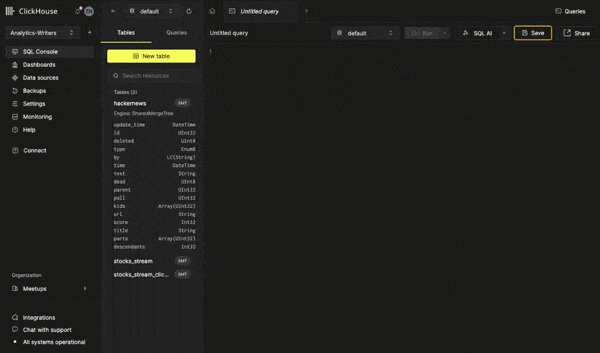 ClickHouse
Analytics-Writers
SQL Console
Dashboards
Data sources
Backups
Settings
Monitoring
Help
Connect
Organization
Meetups
Integrations
Chat with support
All systems operational
default
Tables
Queries
New table
Search resources
Tables (3)
hackernews SMT
Engine: SharedMergeTree
update_time DateTime
id UInt32
deleted UInt8
type Enum8
by LC(String)
time DateTime
text String
dead UInt8
parent UInt32
poll UInt32
kids Array(UInt32)
url String
score Int32
title String
parts Array(UInt32)
descendants Int32
stocks_stream SMT
stocks_stream_clic... SMT
Untitled query
Queries
Untitled query
default
Run
SQL AI
Save
Share
1